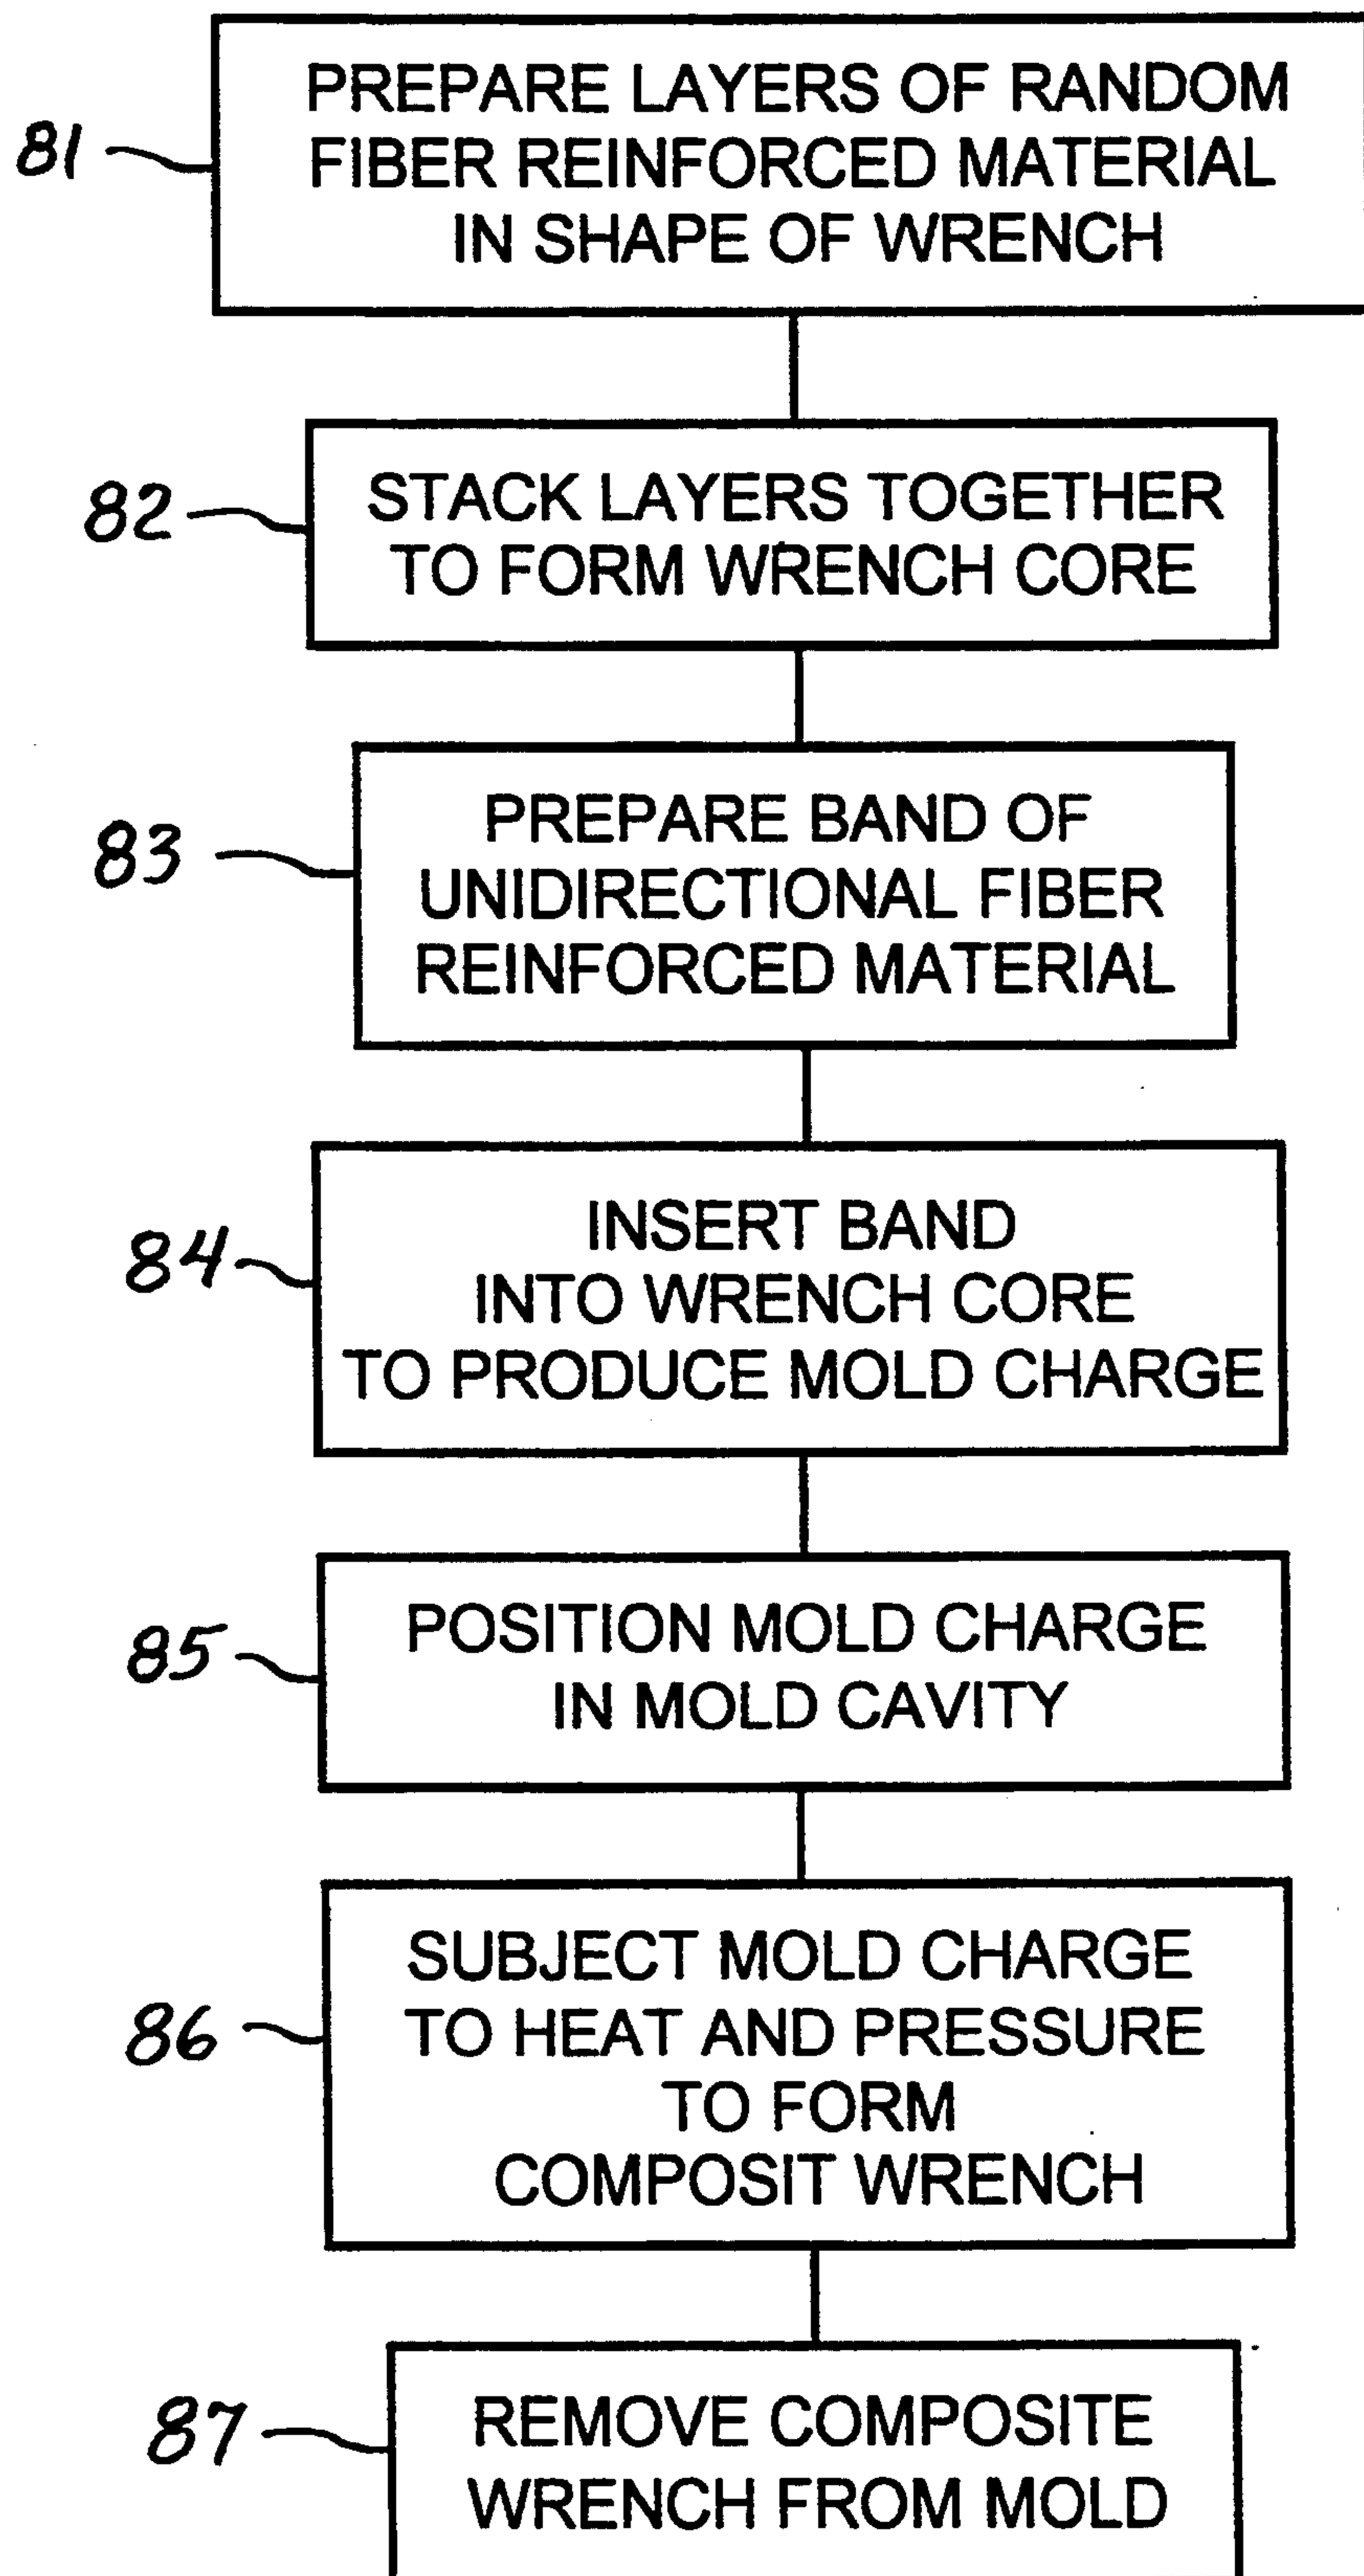 PREPARE LAYERS OF RANDOM
81 FIBER REINFORCED MATERIAL
IN SHAPE OF WRENCH
82 STACK LAYERS TOGETHER
TO FORM WRENCH CORE
PREPARE BAND OF
83 UNIDIRECTIONAL FIBER
REINFORCED MATERIAL
INSERT BAND
84 INTO WRENCH CORE
TO PRODUCE MOLD CHARGE
85 POSITION MOLD CHARGE
IN MOLD CAVITY
SUBJECT MOLD CHARGE
86 TO HEAT AND PRESSURE
TO FORM
COMPOSIT WRENCH
87 REMOVE COMPOSITE
WRENCH FROM MOLD